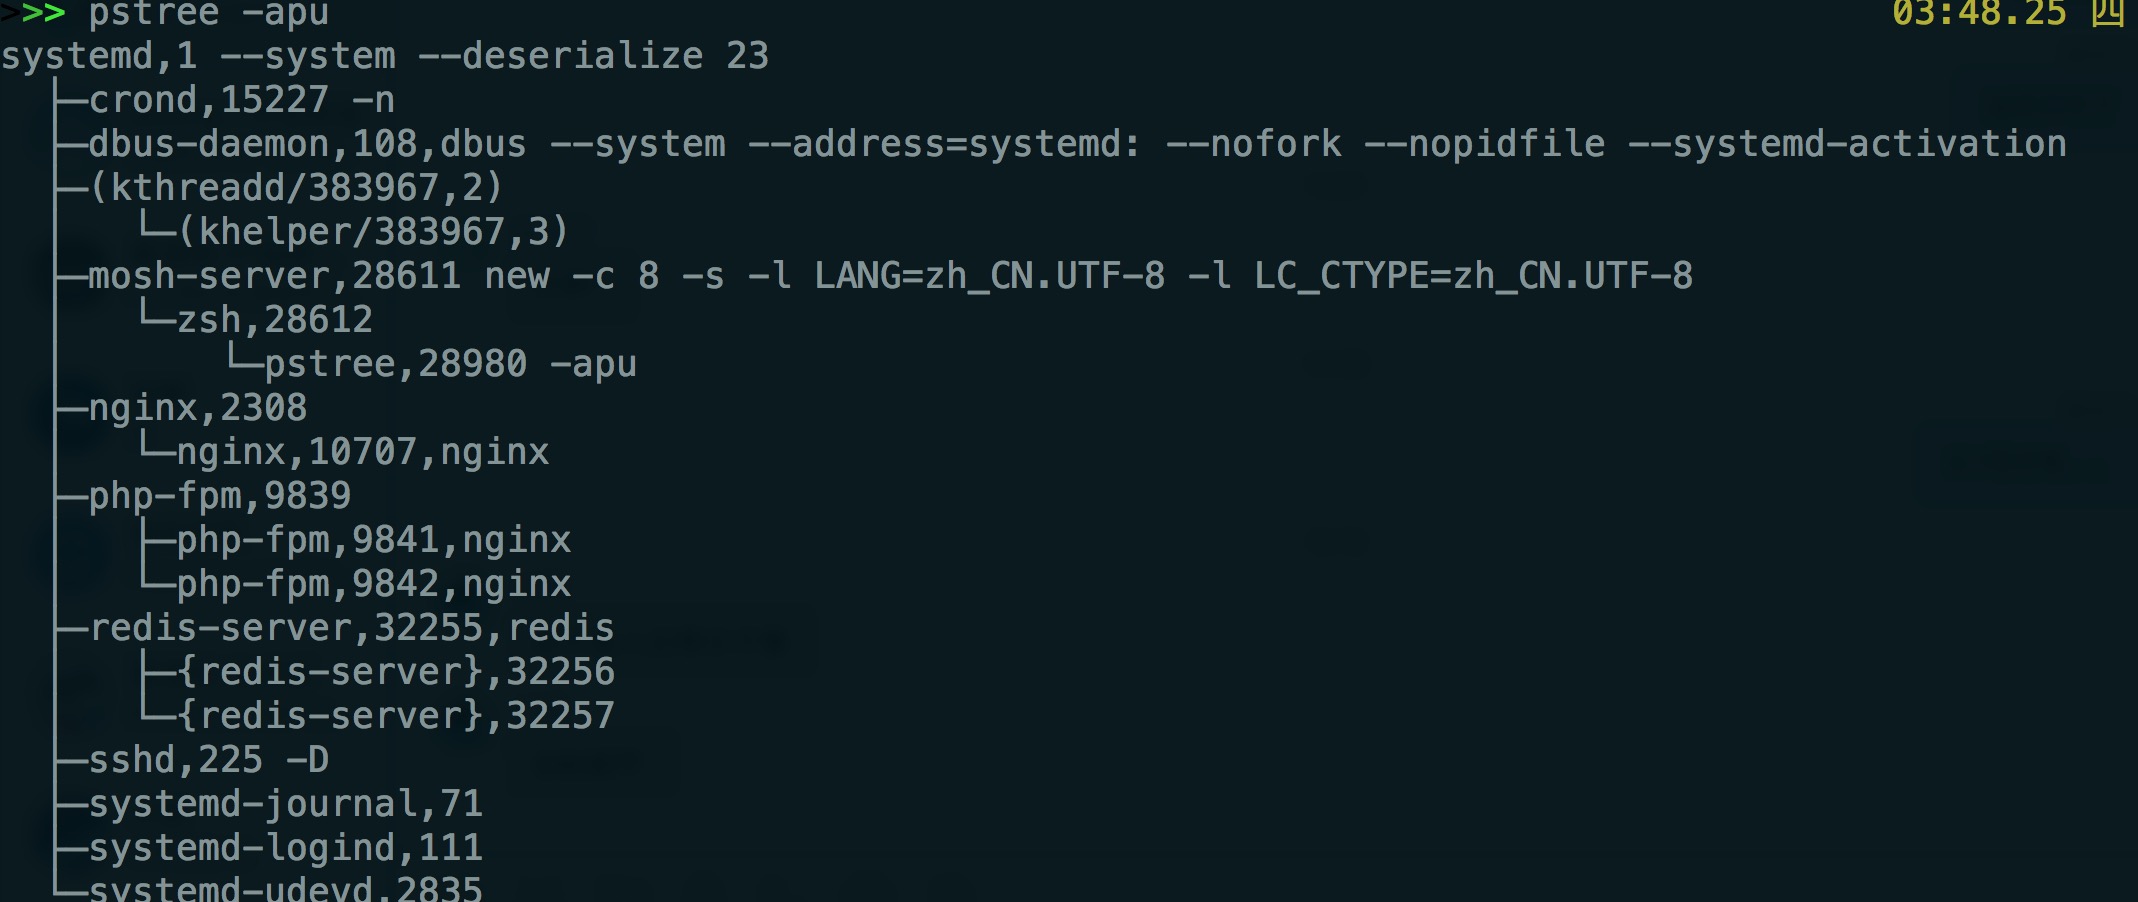 >>> pstree -apu 03:48.25 四
systemd,1 --system --deserialize 23
├─crond,15227 -n
├─dbus-daemon,108,dbus --system --address=systemd: --nofork --nopidfile --systemd-activation
├─(kthreadd/383967,2)
│   └─(khelper/383967,3)
├─mosh-server,28611 new -c 8 -s -l LANG=zh_CN.UTF-8 -l LC_CTYPE=zh_CN.UTF-8
│   └─zsh,28612
│       └─pstree,28980 -apu
├─nginx,2308
│   └─nginx,10707,nginx
├─php-fpm,9839
│   ├─php-fpm,9841,nginx
│   └─php-fpm,9842,nginx
├─redis-server,32255,redis
│   ├─{redis-server},32256
│   └─{redis-server},32257
├─sshd,225 -D
├─systemd-journal,71
├─systemd-logind,111
└─systemd-udevd,2835